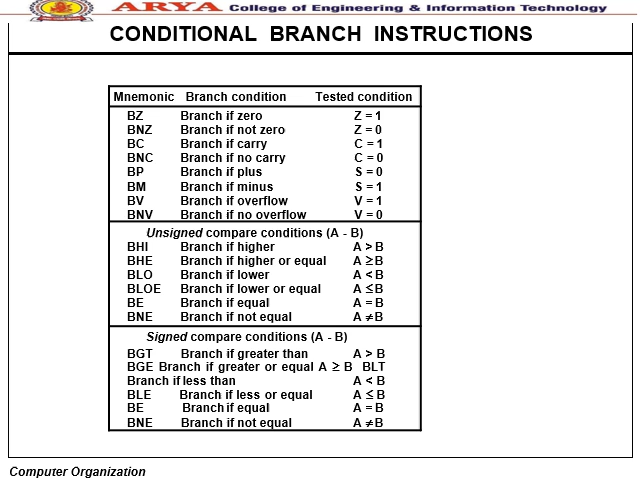 ARYA College of Engineering & Information Technology
CONDITIONAL BRANCH INSTRUCTIONS
Mnemonic Branch condition Tested condition
BZ Branch if zero Z = 1
BNZ Branch if not zero Z = 0
BC Branch if carry C = 1
BNC Branch if no carry C = 0
BP Branch if plus S = 0
BM Branch if minus S = 1
BV Branch if overflow V = 1
BNV Branch if no overflow V = 0
Unsigned compare conditions (A - B)
BHI Branch if higher A > B
BHE Branch if higher or equal A ≥ B
BLO Branch if lower A < B
BLOE Branch if lower or equal A ≤ B
BE Branch if equal A = B
BNE Branch if not equal A ≠ B
Signed compare conditions (A - B)
BGT Branch if greater than A > B
BGE Branch if greater or equal A ≥ B BLT
Branch if less than A < B
BLE Branch if less or equal A ≤ B
BE Branch if equal A = B
BNE Branch if not equal A ≠ B
Computer Organization